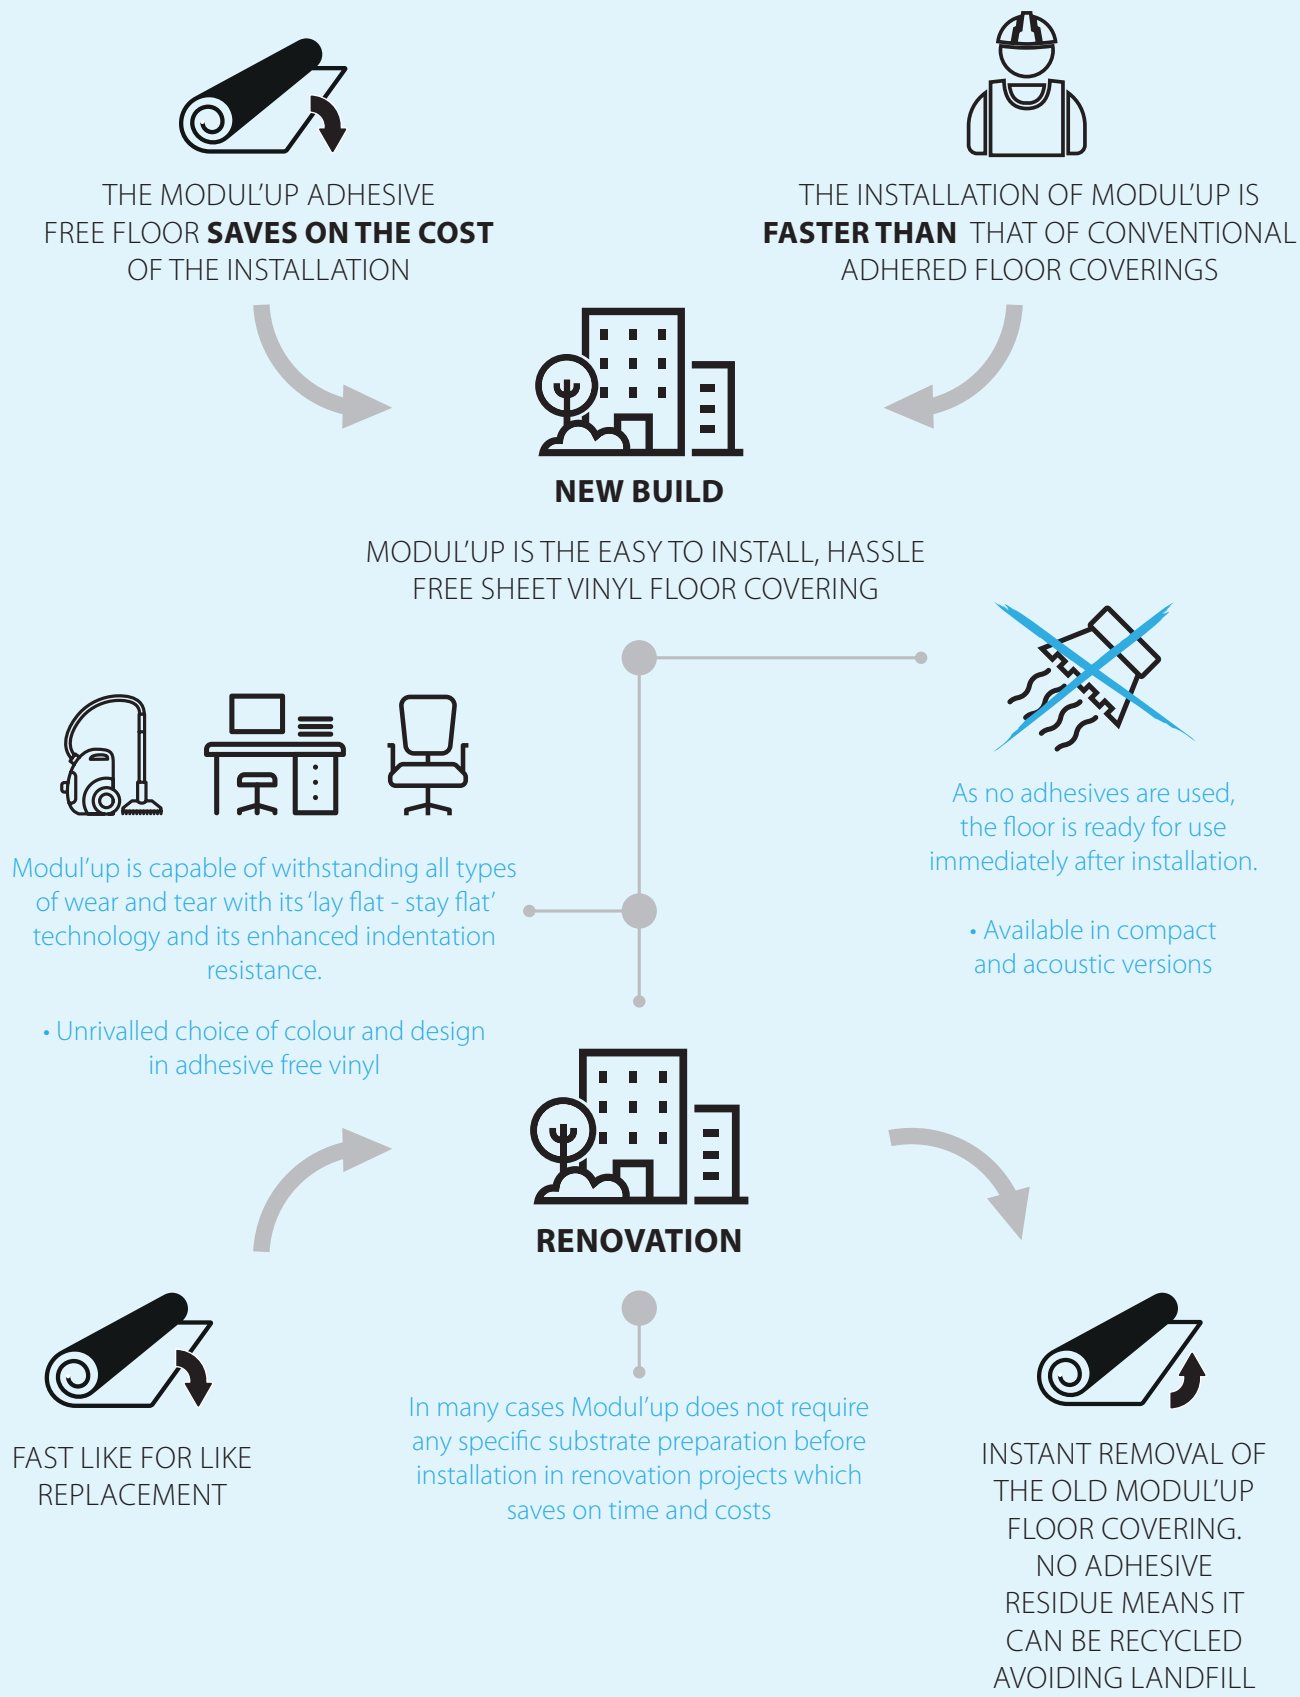 THE MODUL'UP ADHESIVE
FREE FLOOR SAVES ON THE COST
OF THE INSTALLATION
THE INSTALLATION OF MODUL'UP IS
FASTER THAN THAT OF CONVENTIONAL
ADHERED FLOOR COVERINGS
NEW BUILD
MODUL'UP IS THE EASY TO INSTALL, HASSLE
FREE SHEET VINYL FLOOR COVERING
As no adhesives are used,
the floor is ready for use
immediately after installation.
• Available in compact
and acoustic versions
Modul'up is capable of withstanding all types
of wear and tear with its 'lay flat - stay flat'
technology and its enhanced indentation
resistance.
• Unrivalled choice of colour and design
in adhesive free vinyl
RENOVATION
FAST LIKE FOR LIKE
REPLACEMENT
In many cases Modul'up does not require
any specific substrate preparation before
installation in renovation projects which
saves on time and costs
INSTANT REMOVAL OF
THE OLD MODUL'UP
FLOOR COVERING.
NO ADHESIVE
RESIDUE MEANS IT
CAN BE RECYCLED
AVOIDING LANDFILL